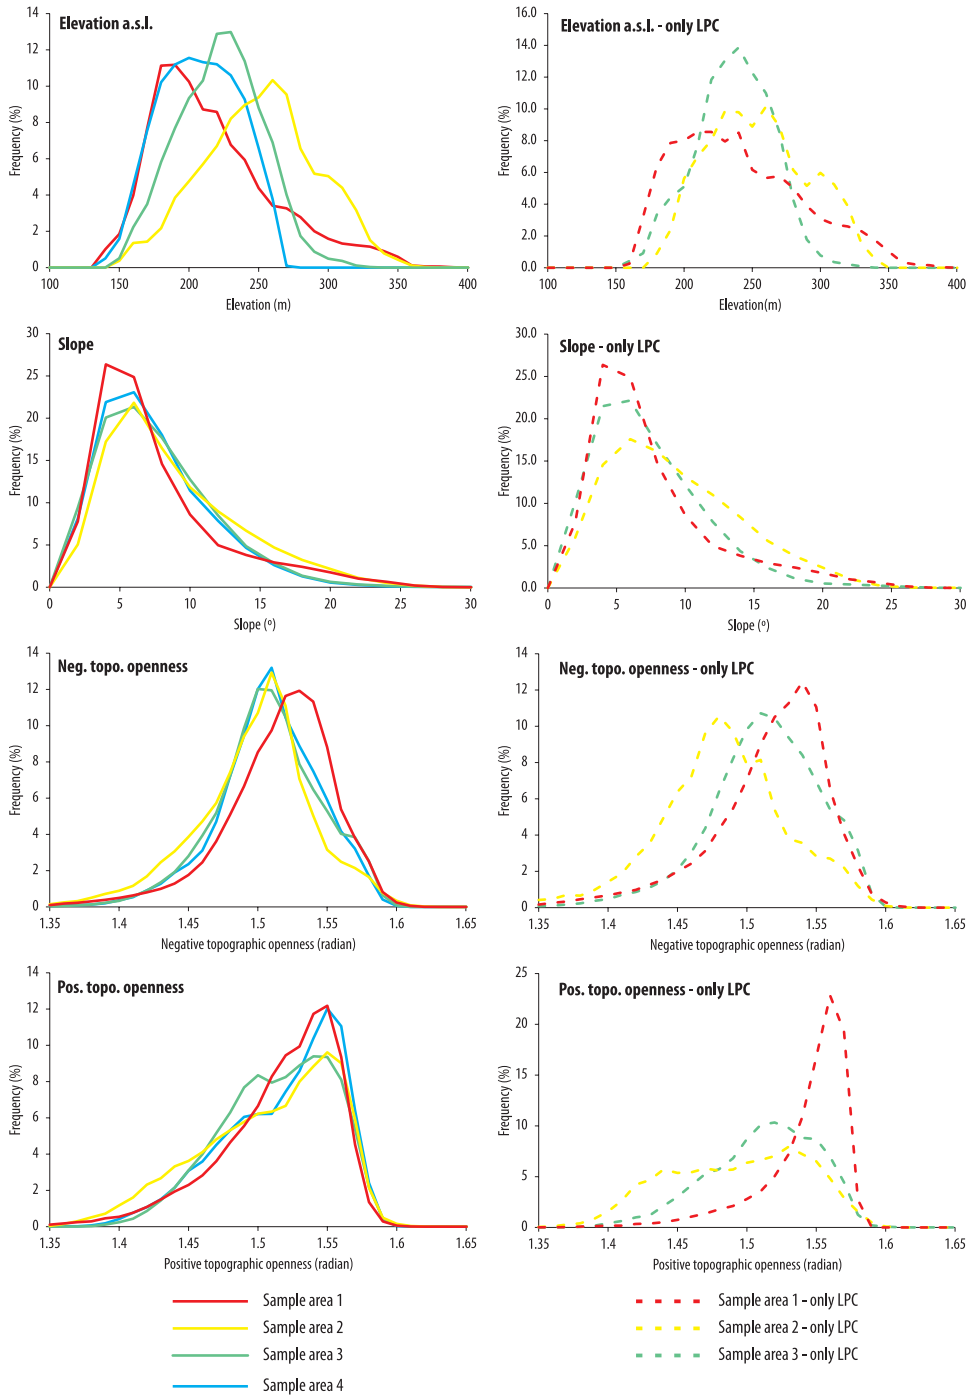 Elevation a.s.l.
Frequency (%)
14
12
10
8
6
4
2
0
100 150 200 250 300 350 400
Elevation (m)
Elevation a.s.l. - only LPC
Frequency (%)
16.0
14.0
12.0
10.0
8.0
6.0
4.0
2.0
0.0
100 150 200 250 300 350 400
Elevation(m)
Slope
Frequency (%)
30
25
20
15
10
5
0
0 5 10 15 20 25 30
Slope (º)
Slope - only LPC
Frequency (%)
30.0
25.0
20.0
15.0
10.0
5.0
0.0
0 5 10 15 20 25 30
Slope (º)
Neg. topo. openness
Frequency (%)
14
12
10
8
6
4
2
0
1.35 1.4 1.45 1.5 1.55 1.6 1.65
Negative topographic openness (radian)
Neg. topo. openness - only LPC
Frequency (%)
14
12
10
8
6
4
2
0
1.35 1.4 1.45 1.5 1.55 1.6 1.65
Negative topographic openness (radian)
Pos. topo. openness
Frequency (%)
14
12
10
8
6
4
2
0
1.35 1.4 1.45 1.5 1.55 1.6 1.65
Positive topographic openness (radian)
Pos. topo. openness - only LPC
Frequency (%)
25
20
15
10
5
0
1.35 1.4 1.45 1.5 1.55 1.6 1.65
Positive topographic openness (radian)
Sample area 1
Sample area 2
Sample area 3
Sample area 4
Sample area 1 - only LPC
Sample area 2 - only LPC
Sample area 3 - only LPC